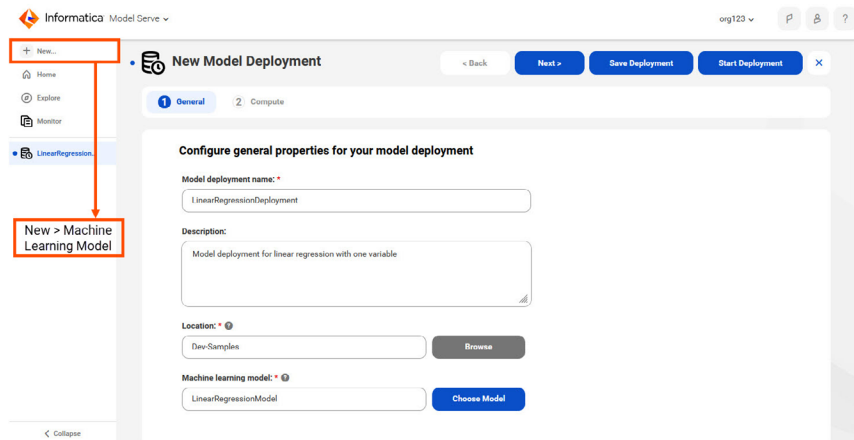 Informatica Model Serve
org123
?
New...
Home
Explore
Monitor
LinearRegression...
New > Machine
Learning Model
Collapse
New Model Deployment
< Back
Next >
Save Deployment
Start Deployment
1 General
2 Compute
Configure general properties for your model deployment
Model deployment name: *
LinearRegressionDeployment
Description:
Model deployment for linear regression with one variable
Location: * ?
Dev-Samples
Browse
Machine learning model: * ?
LinearRegressionModel
Choose Model